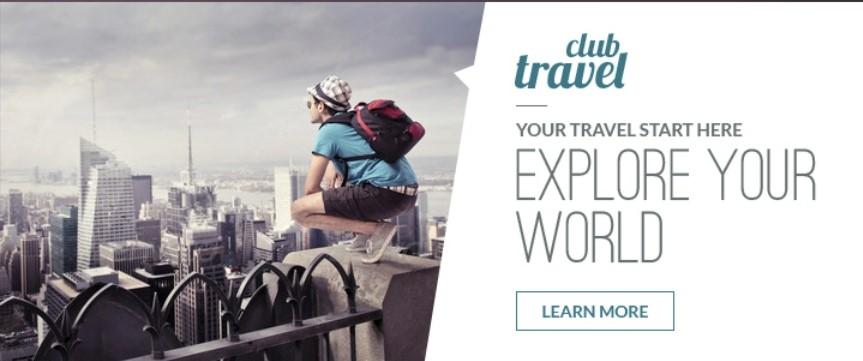 club
travel
YOUR TRAVEL START HERE
EXPLORE YOUR
WORLD
LEARN MORE